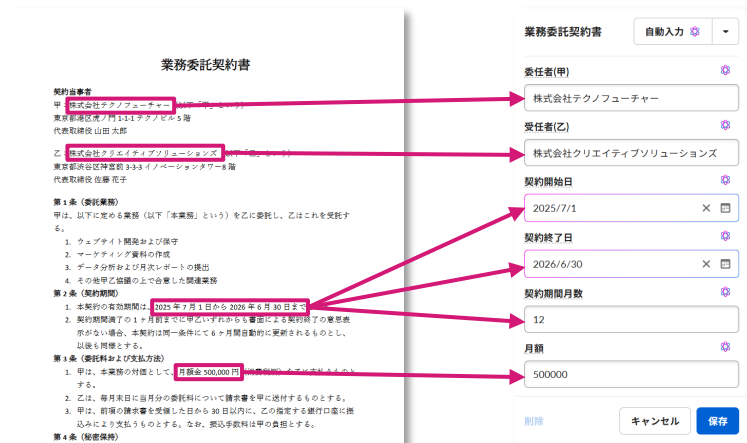 業務委託契約書
契約当事者
甲：株式会社テクノフューチャー
東京都港区虎ノ門 1-1-1 テクノビル 5 階
代表取締役 山田 太郎
乙：株式会社クリエイティブソリューションズ
東京都渋谷区神宮前 3-3-3 イノベーションタワー8 階
代表取締役 佐藤 花子
第 1 条（委託業務）
甲は、以下に定める業務（以下「本業務」という）を乙に委託し、乙はこれを受託す
る。
1. ウェブサイト開発および保守
2. マーケティング資料の作成
3. データ分析および月次レポートの提出
4. その他甲乙協議の上で合意した関連業務
第 2 条（契約期間）
1. 本契約の有効期間は、2025 年 7 月 1 日から 2026 年 6 月 30 日まで
2. 契約期間満了の 1 ヶ月前までに甲乙いずれからも書面による契約終了の意思表
示がない場合、本契約は同一条件にて 6 ヶ月間自動的に更新されるものとし、
以後も同様とする。
第 3 条（委託料および支払方法）
1. 甲は、本業務の対価として、月額金 500,000 円
する。
2. 乙は、毎月末日に当月分の委託料について請求書を甲に送付するものとする。
3. 甲は、前項の請求書を受領した日から 30 日以内に、乙の指定する銀行口座に振
込みにより支払うものとする。なお、振込手数料は甲の負担とする。
第 4 条（秘密保持）
業務委託契約書
自動入力
委任者(甲)
株式会社テクノフューチャー
受任者(乙)
株式会社クリエイティブソリューションズ
契約開始日
2025/7/1
契約終了日
2026/6/30
契約期間月数
12
月額
500000
削除
キャンセル
保存